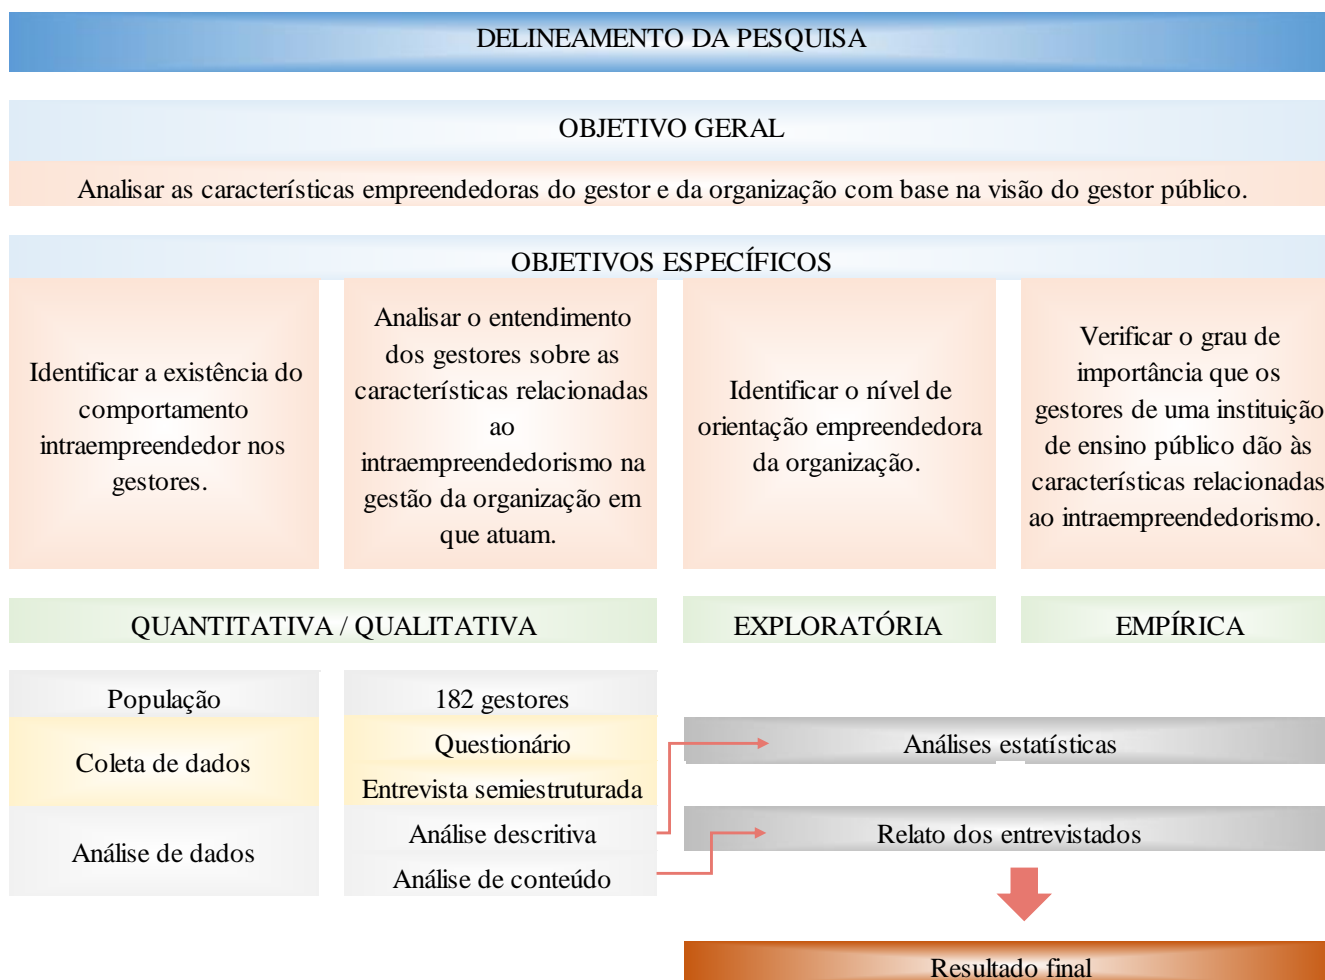 DELINEAMENTO DA PESQUISA
OBJETIVO GERAL
Analisar as características empreendedoras do gestor e da organização com base na visão do gestor público.
OBJETIVOS ESPECÍFICOS
Identificar a existência do
comportamento
intraempreendedor nos
gestores.
Analisar o entendimento
dos gestores sobre as
características relacionadas
ao
intraempreendedorismo na
gestão da organização em
que atuam.
Identificar o nível de
orientação empreendedora
da organização.
Verificar o grau de
importância que os
gestores de uma instituição
de ensino público dão às
características relacionadas
ao intraempreendedorismo.
QUANTITATIVA / QUALITATIVA
EXPLORATÓRIA
EMPÍRICA
População
182 gestores
Coleta de dados
Questionário
Entrevista semiestruturada
Análise de dados
Análise descritiva
Análise de conteúdo
Análises estatísticas
Relato dos entrevistados
Resultado final